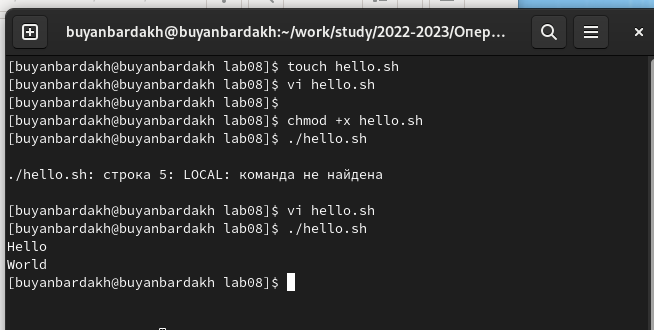 buyanbardakh@buyanbardakh:~/work/study/2022-2023/Опер...
[buyanbardakh@buyanbardakh lab08]$ touch hello.sh
[buyanbardakh@buyanbardakh lab08]$ vi hello.sh
[buyanbardakh@buyanbardakh lab08]$
[buyanbardakh@buyanbardakh lab08]$ chmod +x hello.sh
[buyanbardakh@buyanbardakh lab08]$ ./hello.sh
./hello.sh: строка 5: LOCAL: команда не найдена
[buyanbardakh@buyanbardakh lab08]$ vi hello.sh
[buyanbardakh@buyanbardakh lab08]$ ./hello.sh
Hello
World
[buyanbardakh@buyanbardakh lab08]$